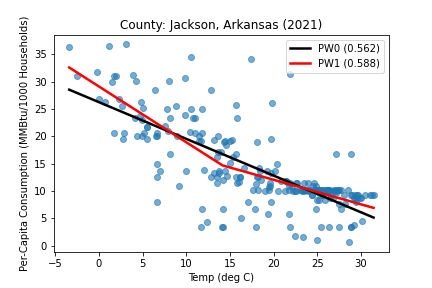 County: Jackson, Arkansas (2021)
PW0 (0.562)
PW1 (0.588)
Per-Capita Consumption (MMBtu/1000 Households)
35
30
25
20
15
10
5
0
−5 0 5 10 15 20 25 30
Temp (deg C)